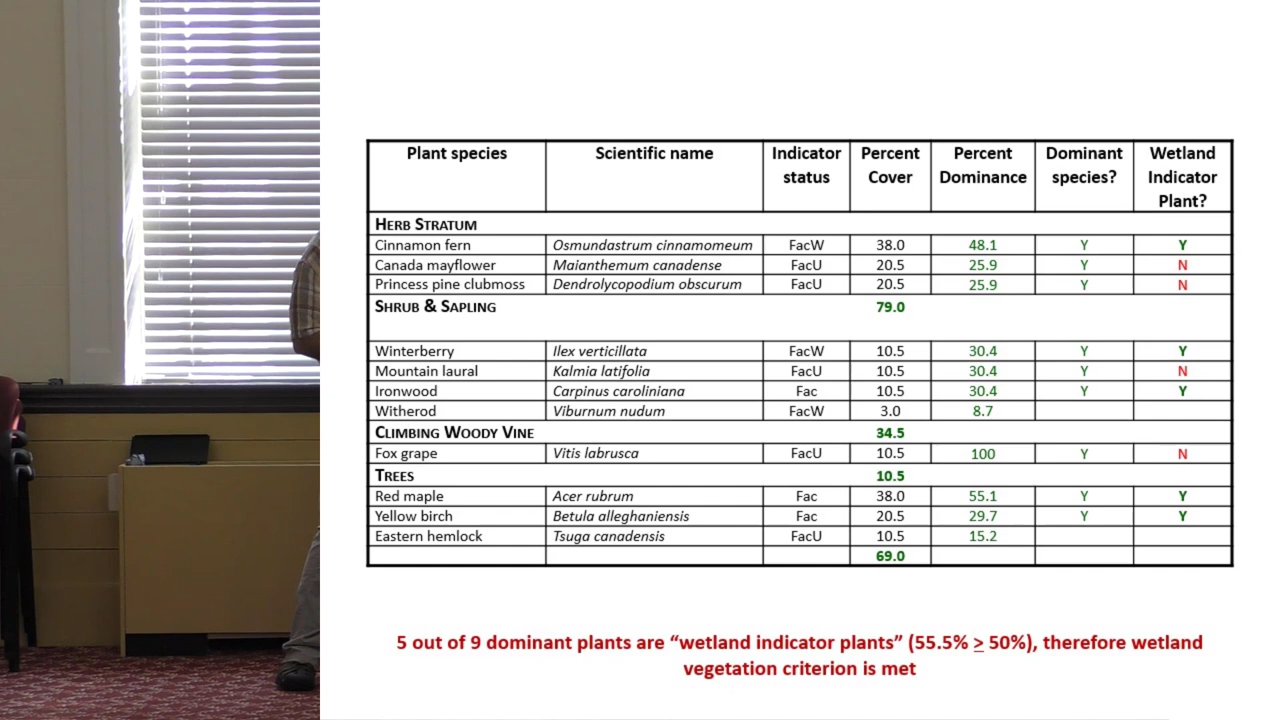 Plant species Scientific name Indicator status Percent Cover Percent Dominance Dominant species? Wetland Indicator Plant?
HERB STRATUM
Cinnamon fern Osmundastrum cinnamomeum FacW 38.0 48.1 Y Y
Canada mayflower Maianthemum canadense FacU 20.5 25.9 Y N
Princess pine clubmoss Dendrolycopodium obscurum FacU 20.5 25.9 Y N
SHRUB & SAPLING 79.0
Winterberry Ilex verticillata FacW 10.5 30.4 Y Y
Mountain laural Kalmia latifolia FacU 10.5 30.4 Y N
Ironwood Carpinus caroliniana Fac 10.5 30.4 Y Y
Witherod Viburnum nudum FacW 3.0 8.7
CLIMBING WOODY VINE 34.5
Fox grape Vitis labrusca FacU 10.5 100 Y N
TREES 10.5
Red maple Acer rubrum Fac 38.0 55.1 Y Y
Yellow birch Betula alleghaniensis Fac 20.5 29.7 Y Y
Eastern hemlock Tsuga canadensis FacU 10.5 15.2
69.0
5 out of 9 dominant plants are “wetland indicator plants” (55.5% ≥ 50%), therefore wetland
vegetation criterion is met